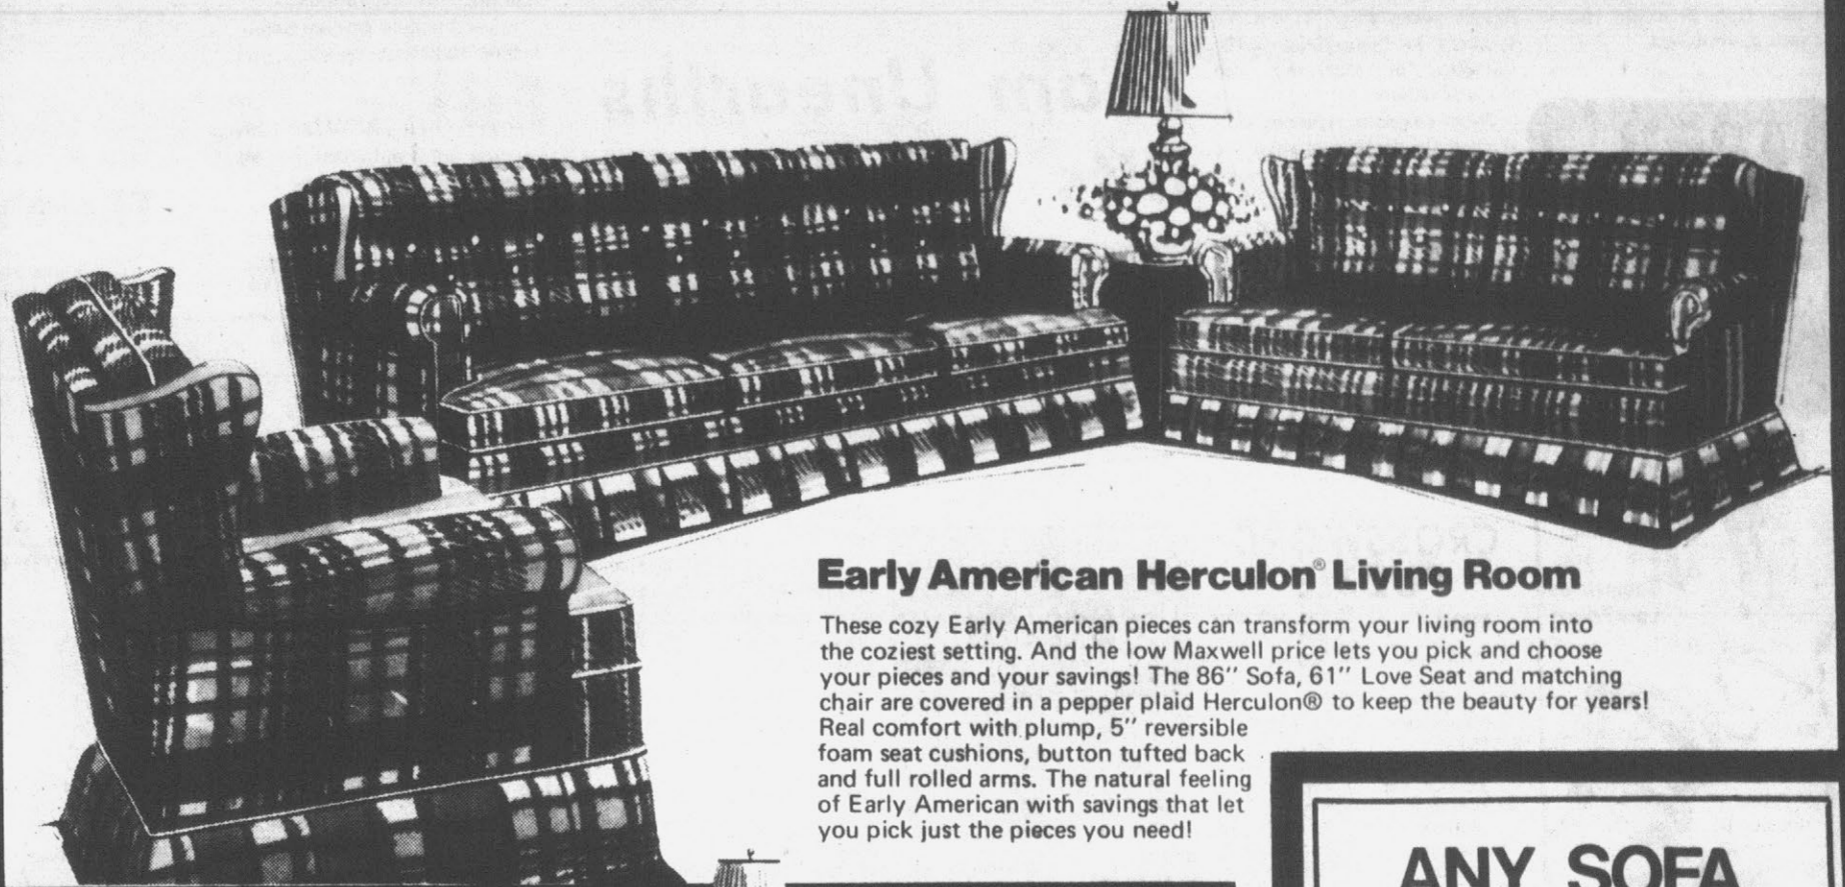 Early American Herculon® Living Room
These cozy Early American pieces can transform your living room into
the coziest setting. And the low Maxwell price lets you pick and choose
your pieces and your savings! The 86" Sofa, 61" Love Seat and matching
chair are covered in a pepper plaid Herculon® to keep the beauty for years!
Real comfort with plump, 5" reversible
foam seat cushions, button tufted back
and full rolled arms. The natural feeling
of Early American with savings that let
you pick just the pieces you need!
ANY SOFA